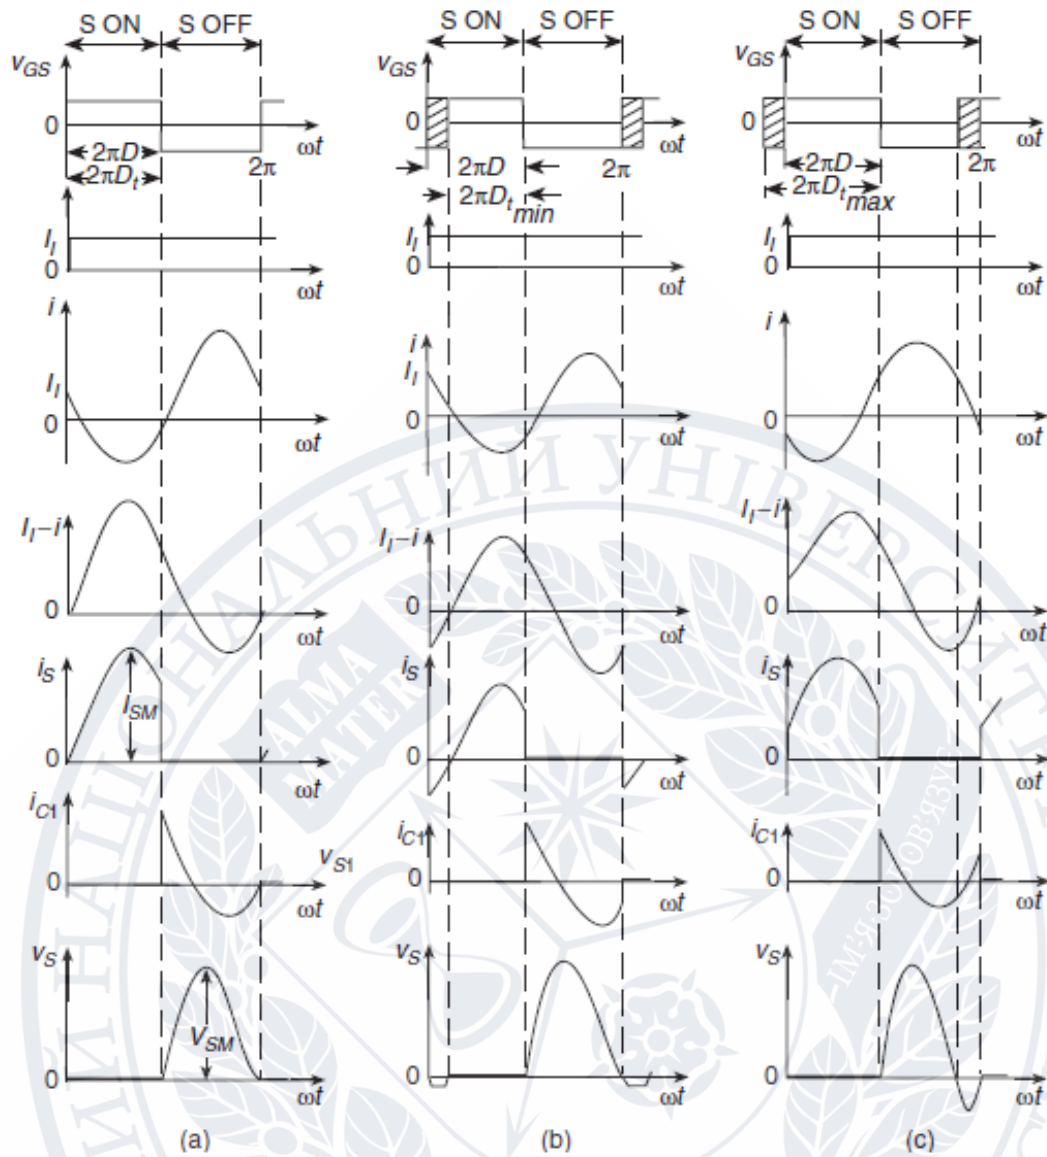 S ON S OFF
v_GS
0
ωt
2πD
2π
2πD_t
I_I
0
ωt
i
I_I
0
ωt
I_I–i
0
ωt
i_S
I_SM
0
ωt
i_C1
v_S1
0
ωt
v_S
V_SM
0
ωt
(a)
S ON S OFF
v_GS
0
ωt
2πD
2π
2πD_t min
I_I
0
ωt
i
I_I
0
ωt
I_I–i
0
ωt
i_S
0
ωt
i_C1
0
ωt
v_S
0
ωt
(b)
S ON S OFF
v_GS
0
ωt
2πD
2π
2πD_t max
I_I
0
ωt
i
0
ωt
I_I–i
0
ωt
i_S
0
ωt
i_C1
0
ωt
v_S
0
ωt
(c)
НАЦІОНАЛЬНИЙ УНІВЕРСИТ
ALMA
MATER